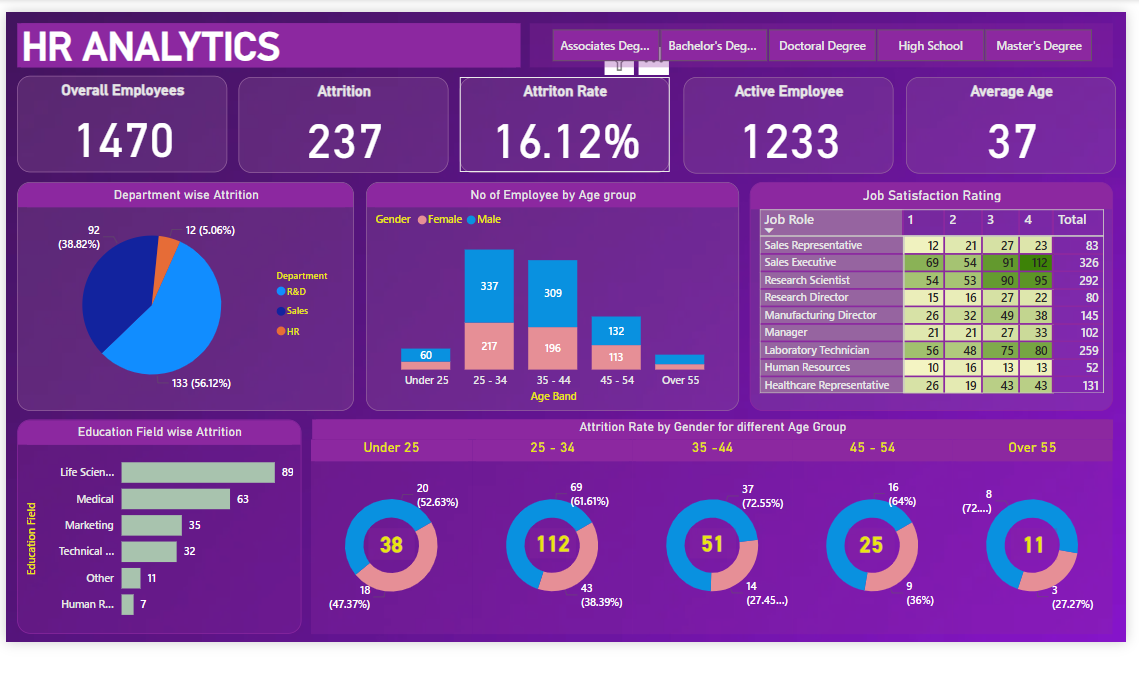 HR ANALYTICS
Associates Deg... Bachelor's Deg... Doctoral Degree High School Master's Degree
Overall Employees
1470
Attrition
237
Attriton Rate
16.12%
Active Employee
1233
Average Age
37
Department wise Attrition
92
(38.82%)
12 (5.06%)
133 (56.12%)
Department
R&D
Sales
HR
No of Employee by Age group
Gender Female Male
60
337
217
309
196
132
113
Under 25 25 - 34 35 - 44 45 - 54 Over 55
Age Band
Job Satisfaction Rating
Job Role 1 2 3 4 Total
Sales Representative 12 21 27 23 83
Sales Executive 69 54 91 112 326
Research Scientist 54 53 90 95 292
Research Director 15 16 27 22 80
Manufacturing Director 26 32 49 38 145
Manager 21 21 27 33 102
Laboratory Technician 56 48 75 80 259
Human Resources 10 16 13 13 52
Healthcare Representative 26 19 43 43 131
Education Field wise Attrition
Education Field
Life Scien... 89
Medical 63
Marketing 35
Technical ... 32
Other 11
Human R... 7
Attrition Rate by Gender for different Age Group
Under 25
20
(52.63%)
38
18
(47.37%)
25 - 34
69
(61.61%)
112
43
(38.39%)
35 -44
37
(72.55%)
51
14
(27.45...)
45 - 54
16
(64%)
25
9
(36%)
Over 55
8
(72....)
11
3
(27.27%)